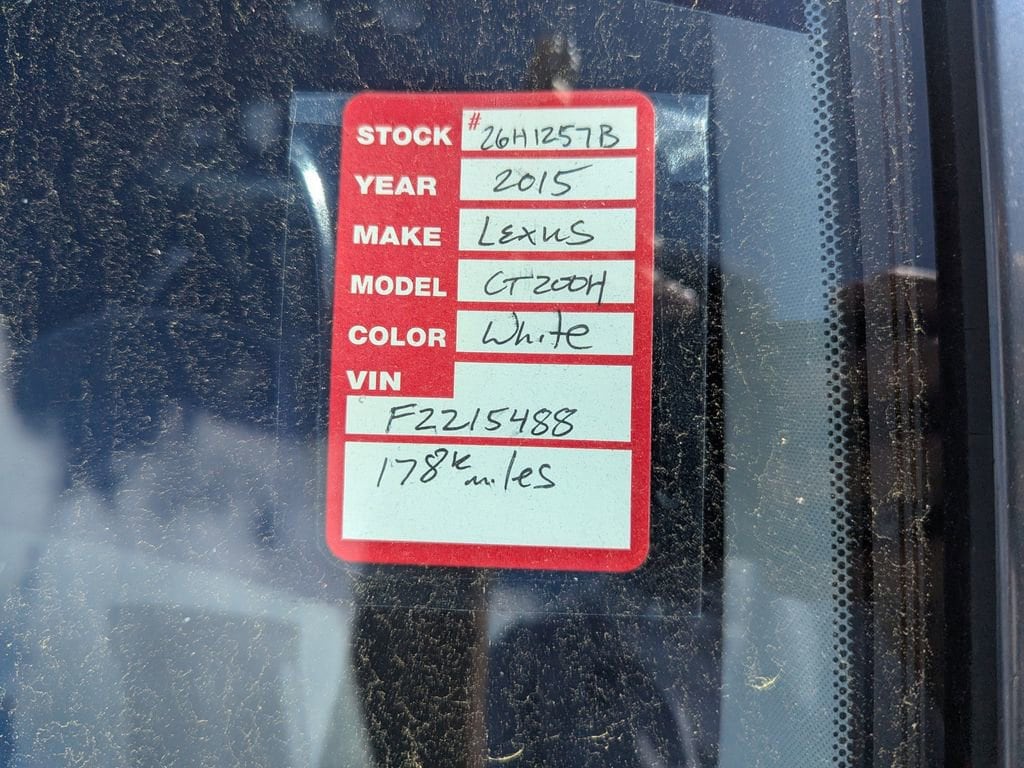 STOCK # 26H1257B
YEAR 2015
MAKE LEXUS
MODEL CT200H
COLOR White
VIN
F2215488
178K miles